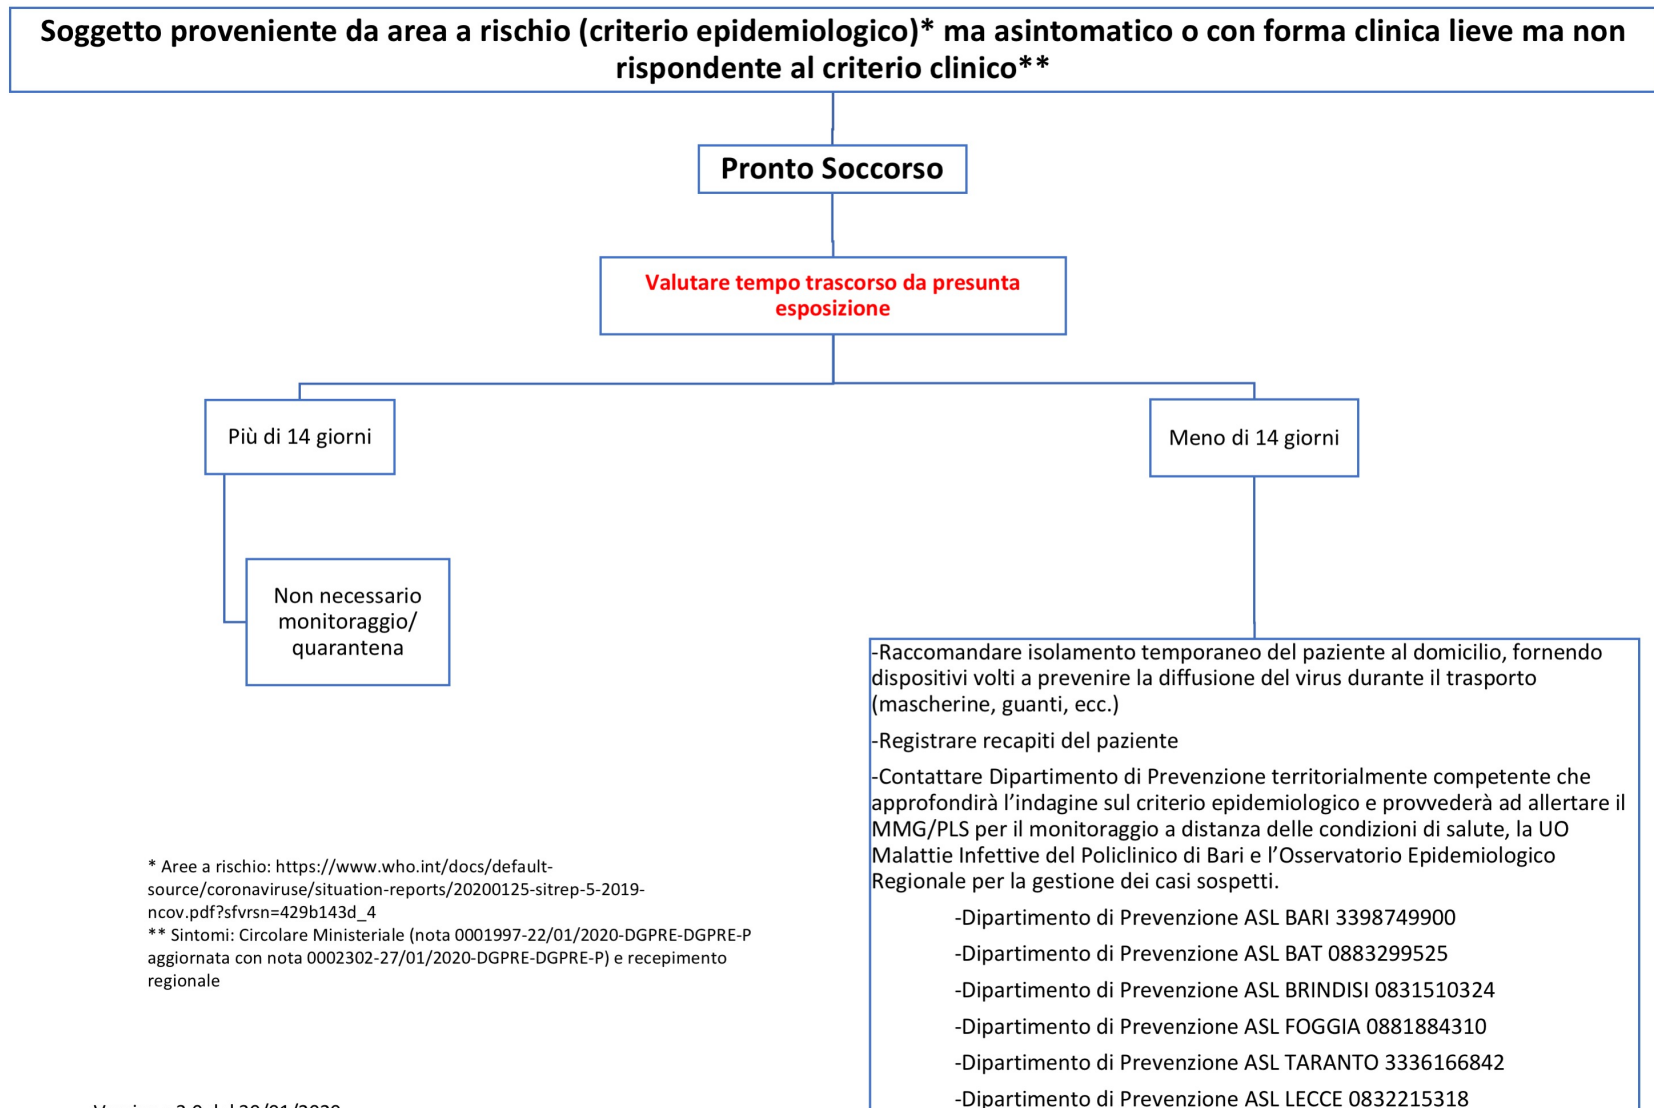 Soggetto proveniente da area a rischio (criterio epidemiologico)* ma asintomatico o con forma clinica lieve ma non
rispondente al criterio clinico**
Pronto Soccorso
Valutare tempo trascorso da presunta
esposizione
Più di 14 giorni
Meno di 14 giorni
Non necessario
monitoraggio/
quarantena
-Raccomandare isolamento temporaneo del paziente al domicilio, fornendo
dispositivi volti a prevenire la diffusione del virus durante il trasporto
(mascherine, guanti, ecc.)
-Registrare recapiti del paziente
-Contattare Dipartimento di Prevenzione territorialmente competente che
approfondirà l’indagine sul criterio epidemiologico e provvederà ad allertare il
MMG/PLS per il monitoraggio a distanza delle condizioni di salute, la UO
Malattie Infettive del Policlinico di Bari e l’Osservatorio Epidemiologico
Regionale per la gestione dei casi sospetti.
-Dipartimento di Prevenzione ASL BARI 3398749900
-Dipartimento di Prevenzione ASL BAT 0883299525
-Dipartimento di Prevenzione ASL BRINDISI 0831510324
-Dipartimento di Prevenzione ASL FOGGIA 0881884310
-Dipartimento di Prevenzione ASL TARANTO 3336166842
-Dipartimento di Prevenzione ASL LECCE 0832215318
* Aree a rischio: https://www.who.int/docs/default-
source/coronaviruse/situation-reports/20200125-sitrep-5-2019-
ncov.pdf?sfvrsn=429b143d_4
** Sintomi: Circolare Ministeriale (nota 0001997-22/01/2020-DGPRE-DGPRE-P
aggiornata con nota 0002302-27/01/2020-DGPRE-DGPRE-P) e recepimento
regionale